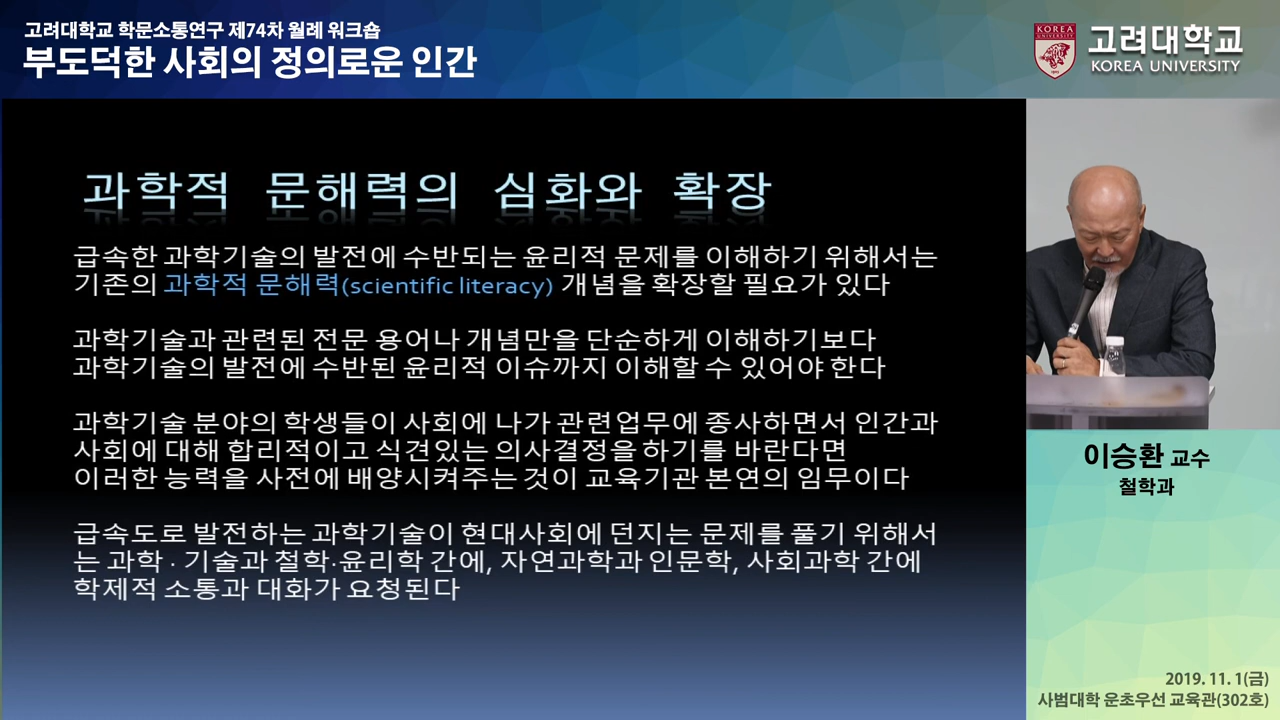 고려대학교 학문소통연구 제74차 월례 워크숍
부도덕한 사회의 정의로운 인간
KOREA
UNIVERSITY
고려대학교
KOREA UNIVERSITY
과학적 문해력의 심화와 확장
급속한 과학기술의 발전에 수반되는 윤리적 문제를 이해하기 위해서는
기존의 과학적 문해력(scientific literacy) 개념을 확장할 필요가 있다
과학기술과 관련된 전문 용어나 개념만을 단순하게 이해하기보다
과학기술의 발전에 수반된 윤리적 이슈까지 이해할 수 있어야 한다
과학기술 분야의 학생들이 사회에 나가 관련업무에 종사하면서 인간과
사회에 대해 합리적이고 식견있는 의사결정을 하기를 바란다면
이러한 능력을 사전에 배양시켜주는 것이 교육기관 본연의 임무이다
급속도로 발전하는 과학기술이 현대사회에 던지는 문제를 풀기 위해서
는 과학 · 기술과 철학·윤리학 간에, 자연과학과 인문학, 사회과학 간에
학제적 소통과 대화가 요청된다
이승환 교수
철학과
2019. 11. 1(금)
사범대학 운초우선 교육관(302호)